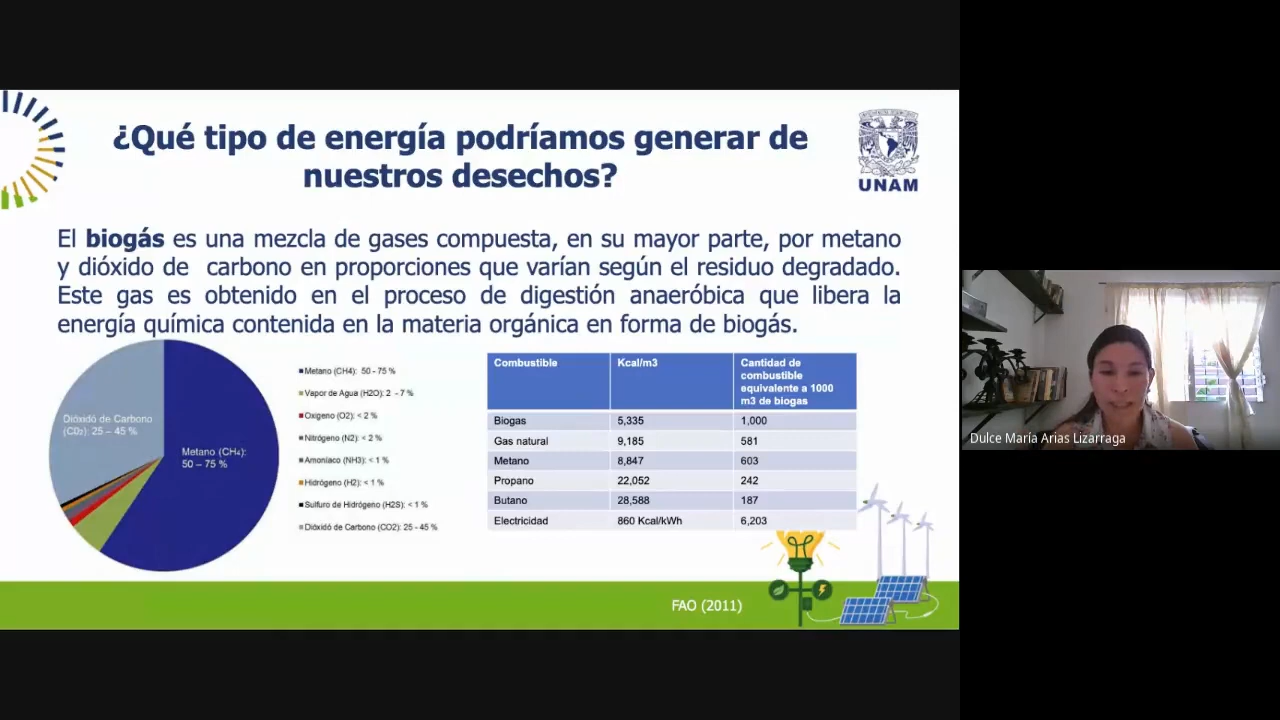 ¿Qué tipo de energía podríamos generar de
nuestros desechos?
UNAM
El biogás es una mezcla de gases compuesta, en su mayor parte, por metano
y dióxido de carbono en proporciones que varían según el residuo degradado.
Este gas es obtenido en el proceso de digestión anaeróbica que libera la
energía química contenida en la materia orgánica en forma de biogás.
Dióxidó de Carbono
(C02): 25 – 45 %
Metano (CH4):
50 – 75 %
Metano (CH4): 50 - 75 %
Vapor de Agua (H2O): 2 - 7 %
Oxigeno (O2): < 2 %
Nitrógeno (N2): < 2 %
Amoníaco (NH3): < 1 %
Hidrógeno (H2): < 1 %
Sulfuro de Hidrógeno (H2S): < 1 %
Dióxidó de Carbono (CO2): 25 - 45 %
Combustible Kcal/m3 Cantidad de
combustible
equivalente a 1000
m3 de biogas
Biogas 5,335 1,000
Gas natural 9,185 581
Metano 8,847 603
Propano 22,052 242
Butano 28,588 187
Electricidad 860 Kcal/kWh 6,203
FAO (2011)
Dulce María Arias Lizarraga